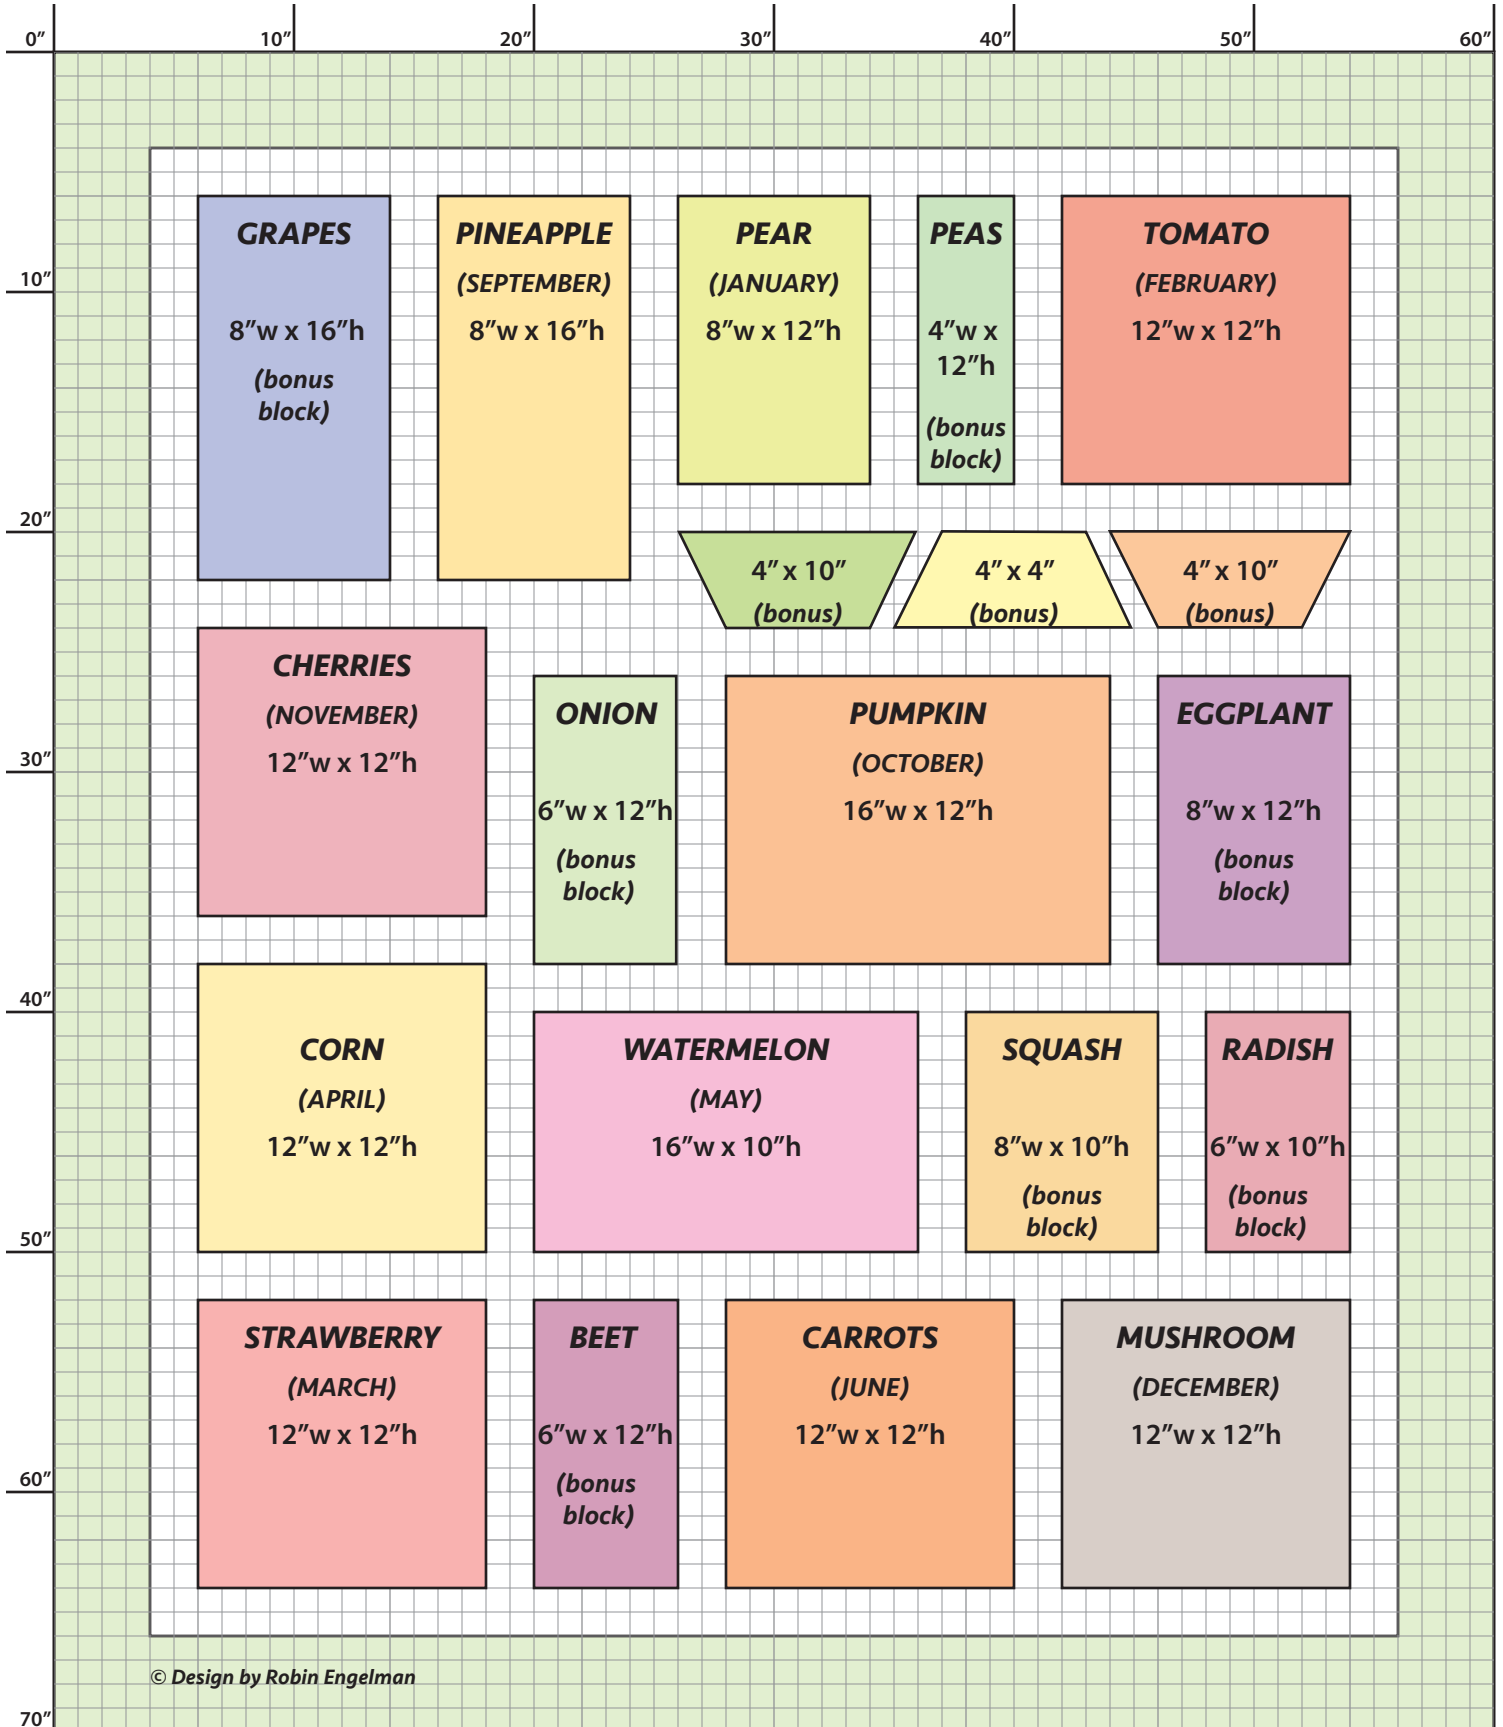 0″ 10″ 20″ 30″ 40″ 50″ 60″
GRAPES
8″w x 16″h
(bonus
block)
PINEAPPLE
(SEPTEMBER)
8″w x 16″h
PEAR
(JANUARY)
8″w x 12″h
PEAS
4″w x
12″h
(bonus
block)
TOMATO
(FEBRUARY)
12″w x 12″h
10″
20″
4″ x 10″
(bonus)
4″ x 4″
(bonus)
4″ x 10″
(bonus)
CHERRIES
(NOVEMBER)
12″w x 12″h
ONION
6″w x 12″h
(bonus
block)
PUMPKIN
(OCTOBER)
16″w x 12″h
EGGPLANT
8″w x 12″h
(bonus
block)
30″
40″
CORN
(APRIL)
12″w x 12″h
WATERMELON
(MAY)
16″w x 10″h
SQUASH
8″w x 10″h
(bonus
block)
RADISH
6″w x 10″h
(bonus
block)
50″
STRAWBERRY
(MARCH)
12″w x 12″h
BEET
6″w x 12″h
(bonus
block)
CARROTS
(JUNE)
12″w x 12″h
MUSHROOM
(DECEMBER)
12″w x 12″h
60″
© Design by Robin Engelman
70″